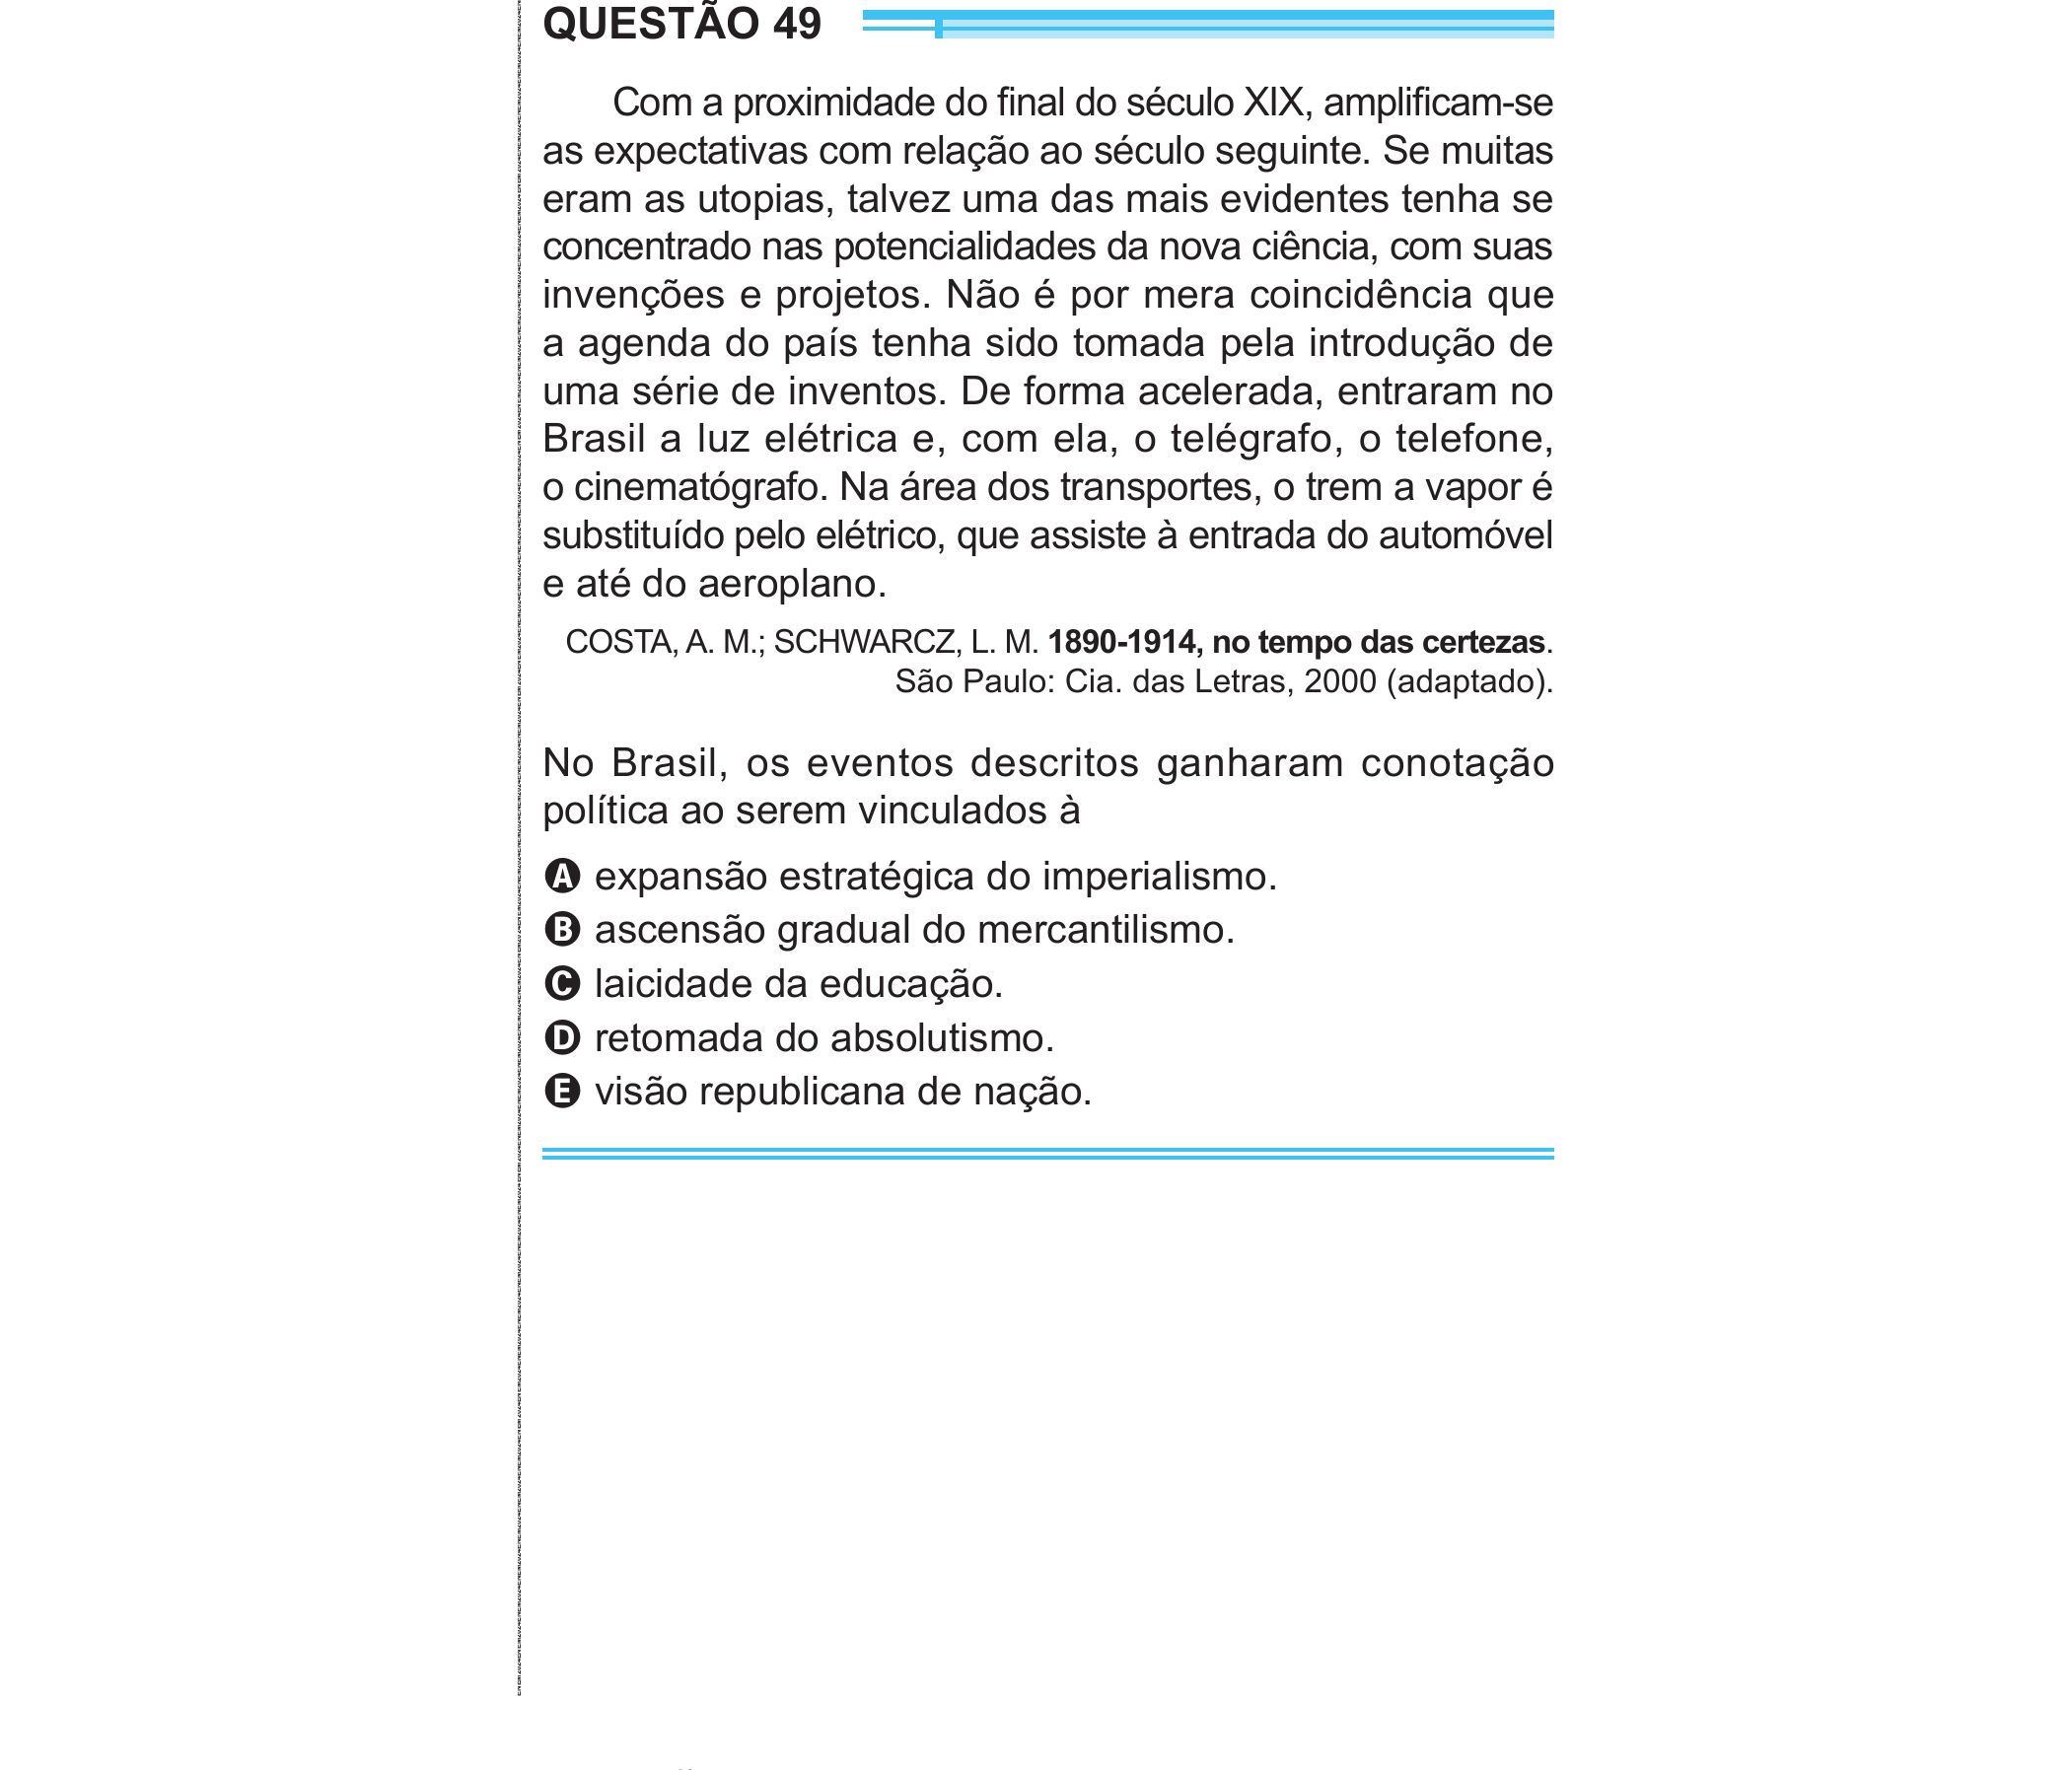 QUESTÃO 49
Com a proximidade do final do século XIX, amplificam-se
as expectativas com relação ao século seguinte. Se muitas
eram as utopias, talvez uma das mais evidentes tenha se
concentrado nas potencialidades da nova ciência, com suas
invenções e projetos. Não é por mera coincidência que
a agenda do país tenha sido tomada pela introdução de
uma série de inventos. De forma acelerada, entraram no
Brasil a luz elétrica e, com ela, o telégrafo, o telefone,
o cinematógrafo. Na área dos transportes, o trem a vapor é
substituído pelo elétrico, que assiste à entrada do automóvel
e até do aeroplano.
COSTA, A. M.; SCHWARCZ, L. M. 1890-1914, no tempo das certezas.
São Paulo: Cia. das Letras, 2000 (adaptado).
No Brasil, os eventos descritos ganharam conotação
política ao serem vinculados à
A expansão estratégica do imperialismo.
B ascensão gradual do mercantilismo.
C laicidade da educação.
D retomada do absolutismo.
E visão republicana de nação.